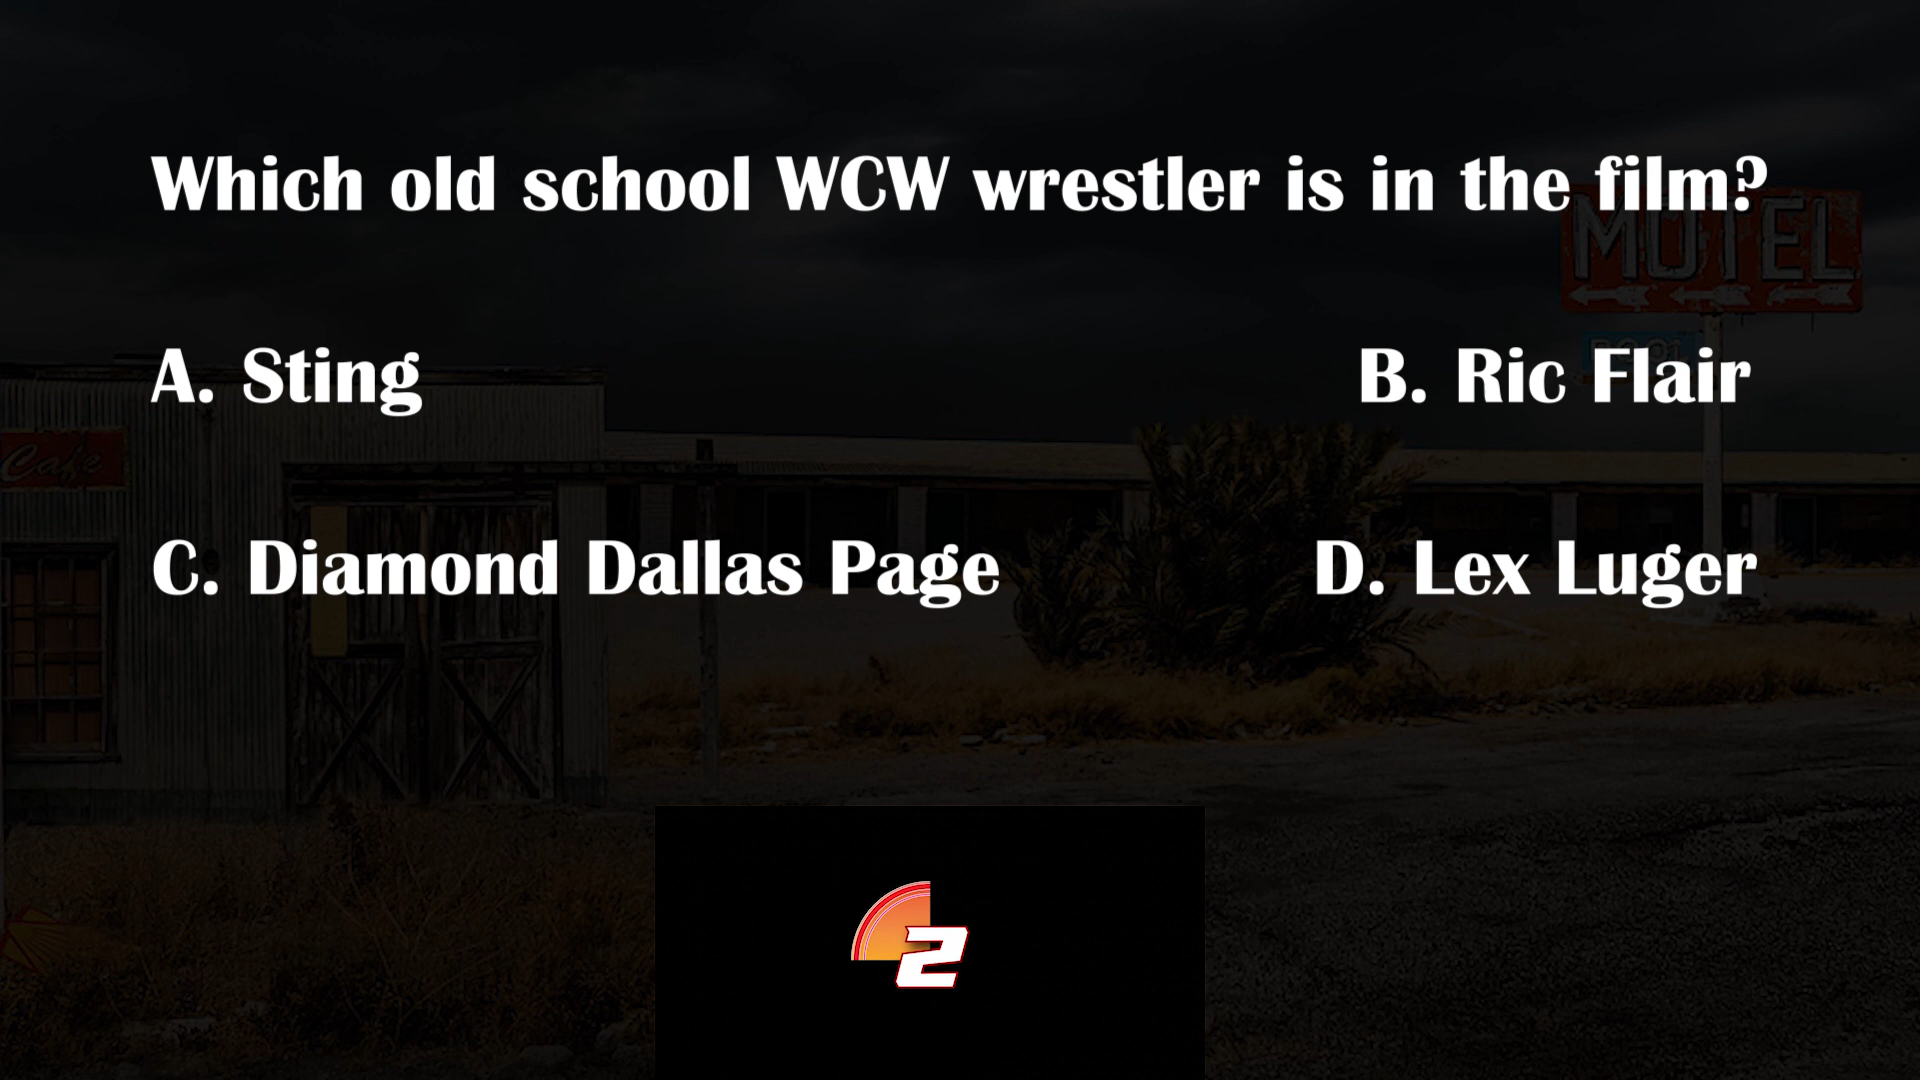 Which old school WCW wrestler is in the film?
MOTEL
A. Sting
B. Ric Flair
Cafe
C. Diamond Dallas Page
D. Lex Luger
2